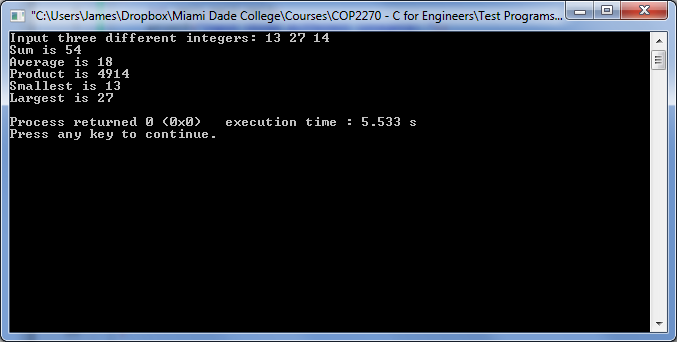 "C:\Users\James\Dropbox\Miami Dade College\Courses\COP2270 - C for Engineers\Test Programs...
Input three different integers: 13 27 14
Sum is 54
Average is 18
Product is 4914
Smallest is 13
Largest is 27
Process returned 0 (0x0)   execution time : 5.533 s
Press any key to continue.